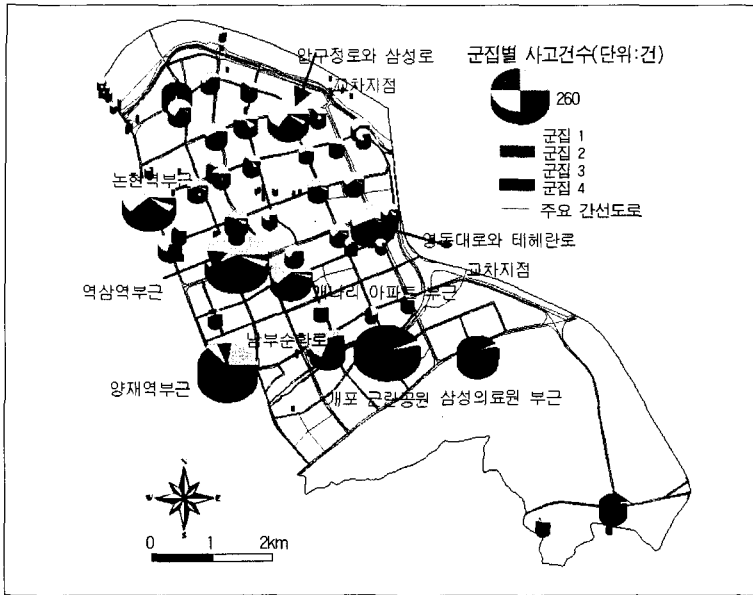 압구정로와 삼성로
교차지점
군집별 사고건수(단위:건)
260
군집 1
군집 2
군집 3
군집 4
주요 간선도로
논현역부근
영동대로와 테헤란로
교차지점
역삼역부근
개나리 아파트 부근
남부순환로
양재역부근
개포 근린공원
삼성의료원 부근
N
W
E
S
0 1 2km